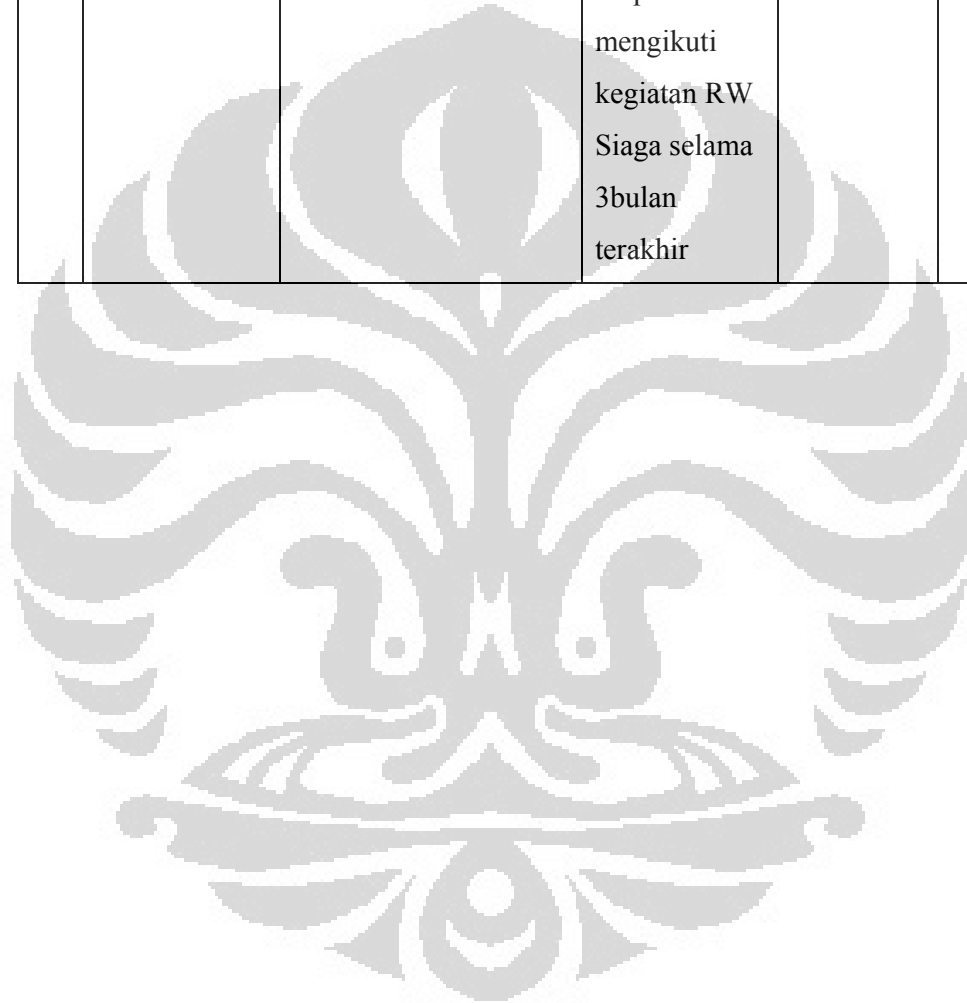 mengikuti
kegiatan RW
Siaga selama
3bulan
terakhir